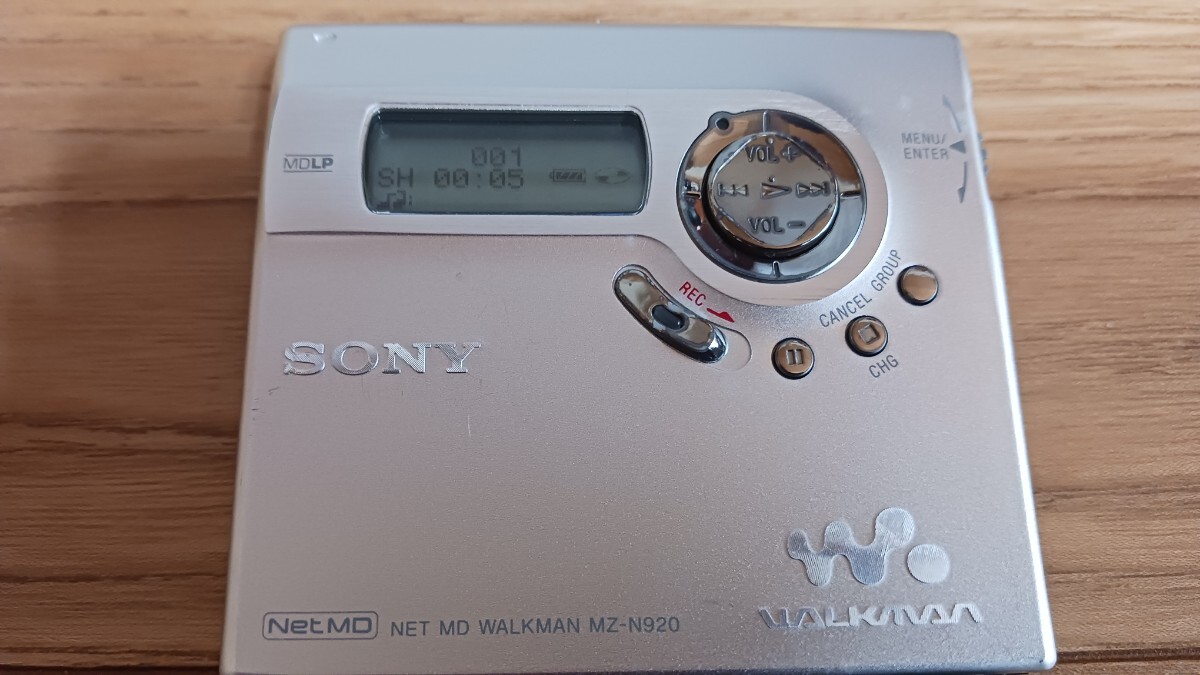 MDLP
001
SH 00:05
VOL +
VOL -
MENU/
ENTER
REC
CANCEL
GROUP
CHG
SONY
WALKMAN
NetMD NET MD WALKMAN MZ-N920